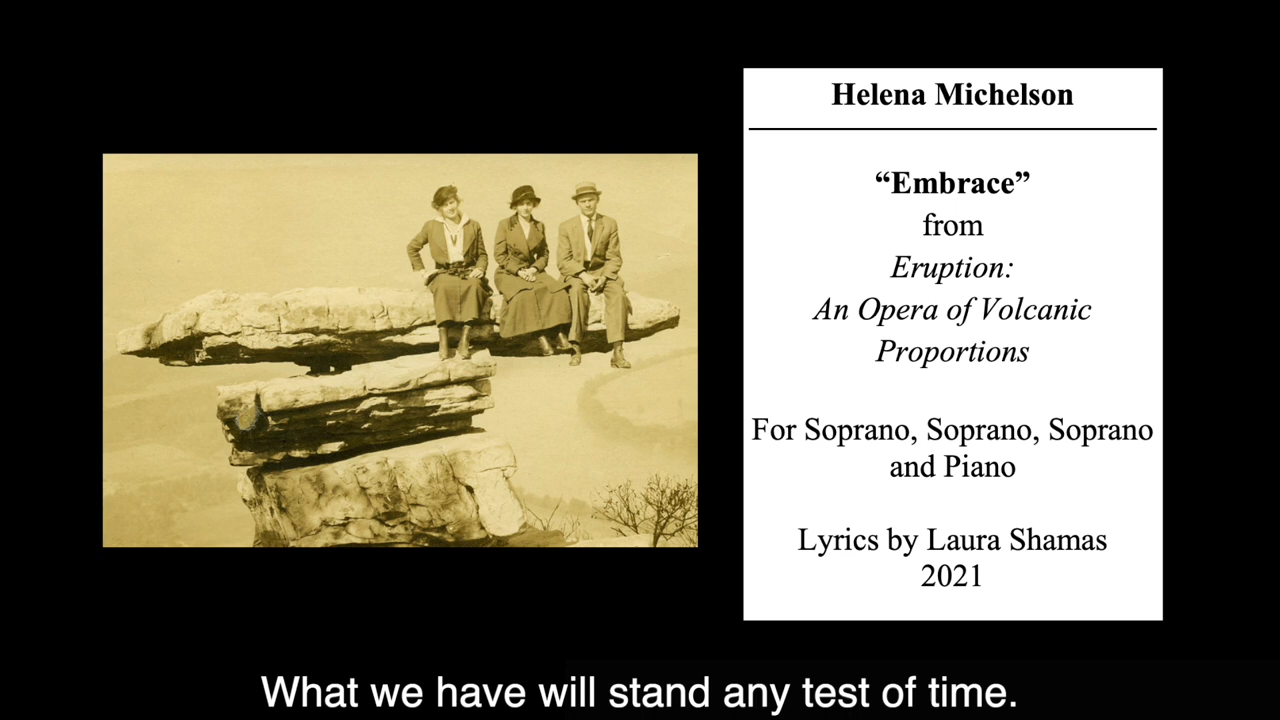 Helena Michelson
“Embrace”
from
Eruption:
An Opera of Volcanic
Proportions
For Soprano, Soprano, Soprano
and Piano
Lyrics by Laura Shamas
2021
What we have will stand any test of time.